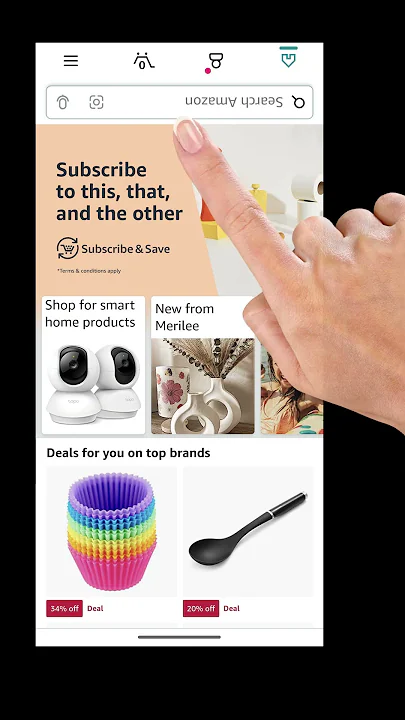 0
Search Amazon
Subscribe
to this, that,
and the other
Subscribe & Save
*Terms & conditions apply
Shop for smart
home products
New from
Merilee
Deals for you on top brands
34% off Deal
20% off Deal